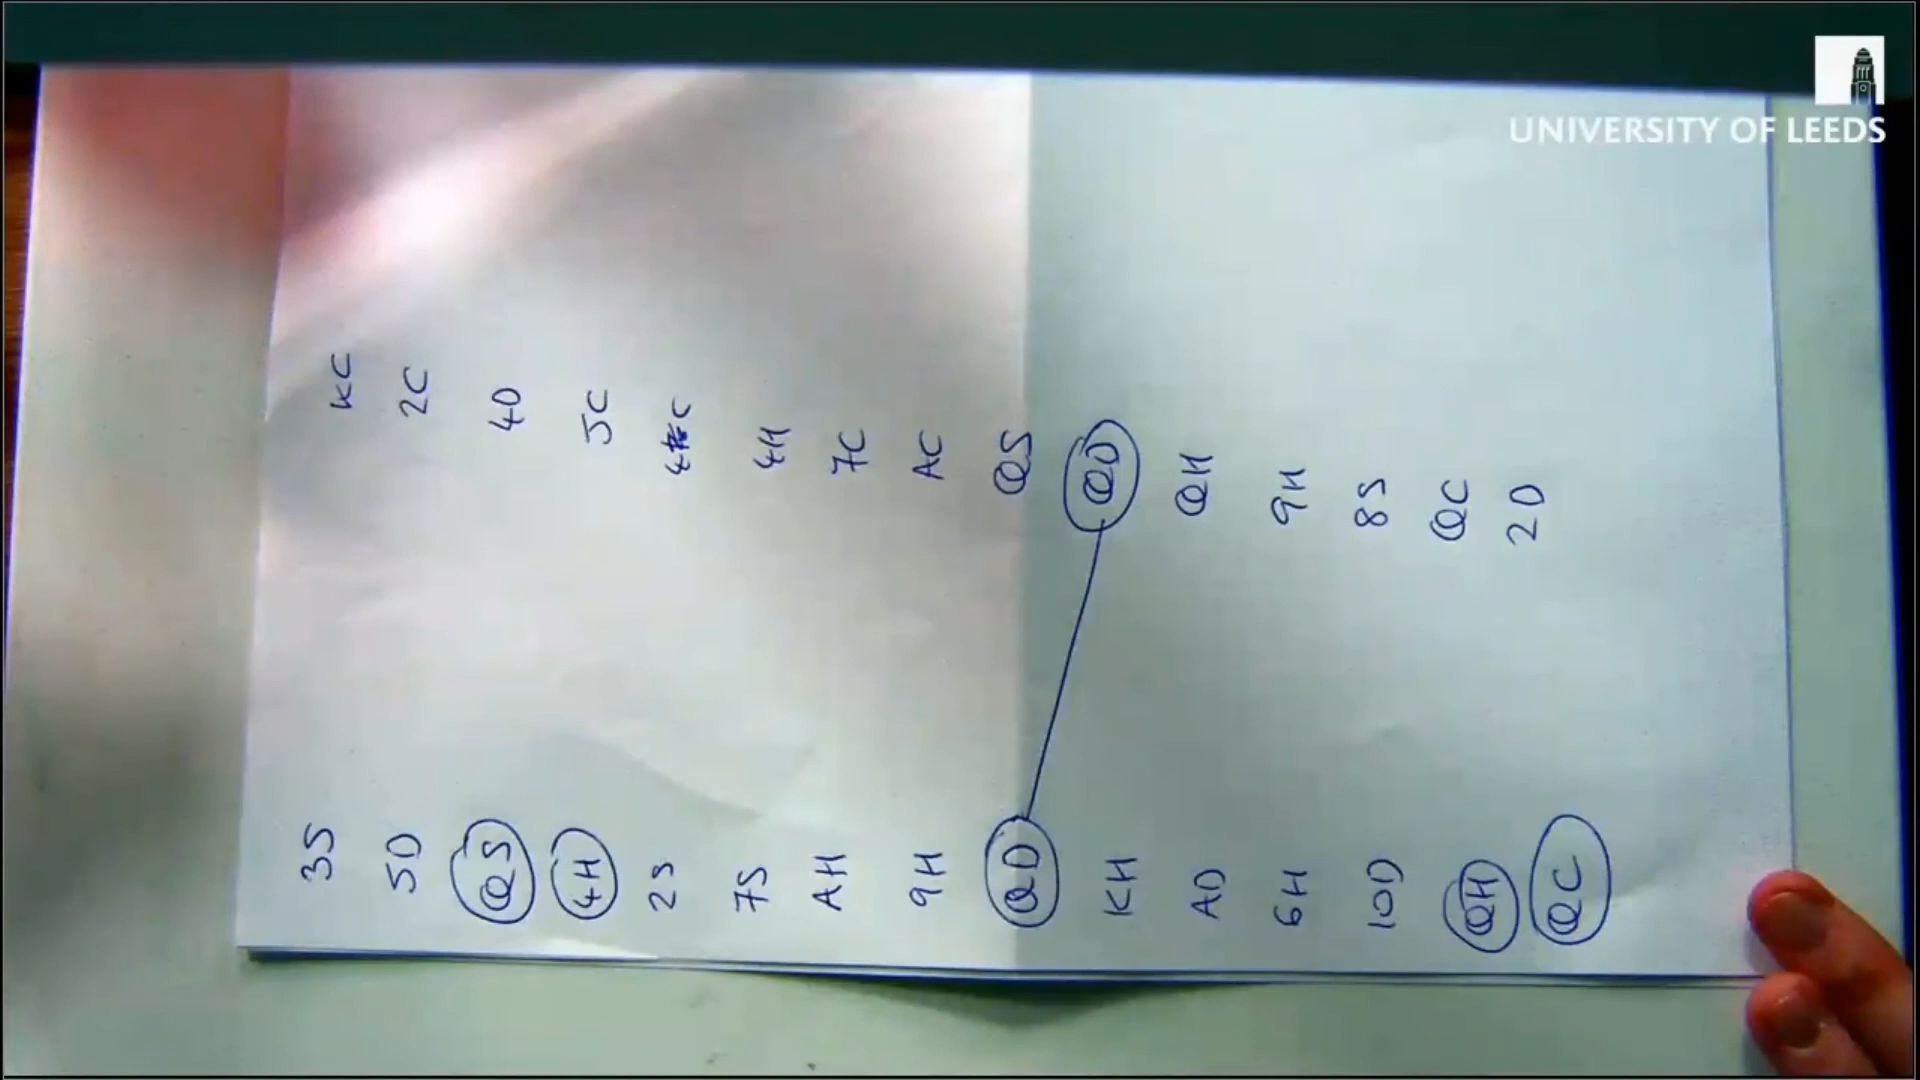 UNIVERSITY OF LEEDS
3S KC
5D 2C
QS 4D
4H JC
2S
7S 4H
AH 7C
9H AC
QD QS
KH QD
AD QH
6H 9H
10D 8S
QH QC
QC 2D